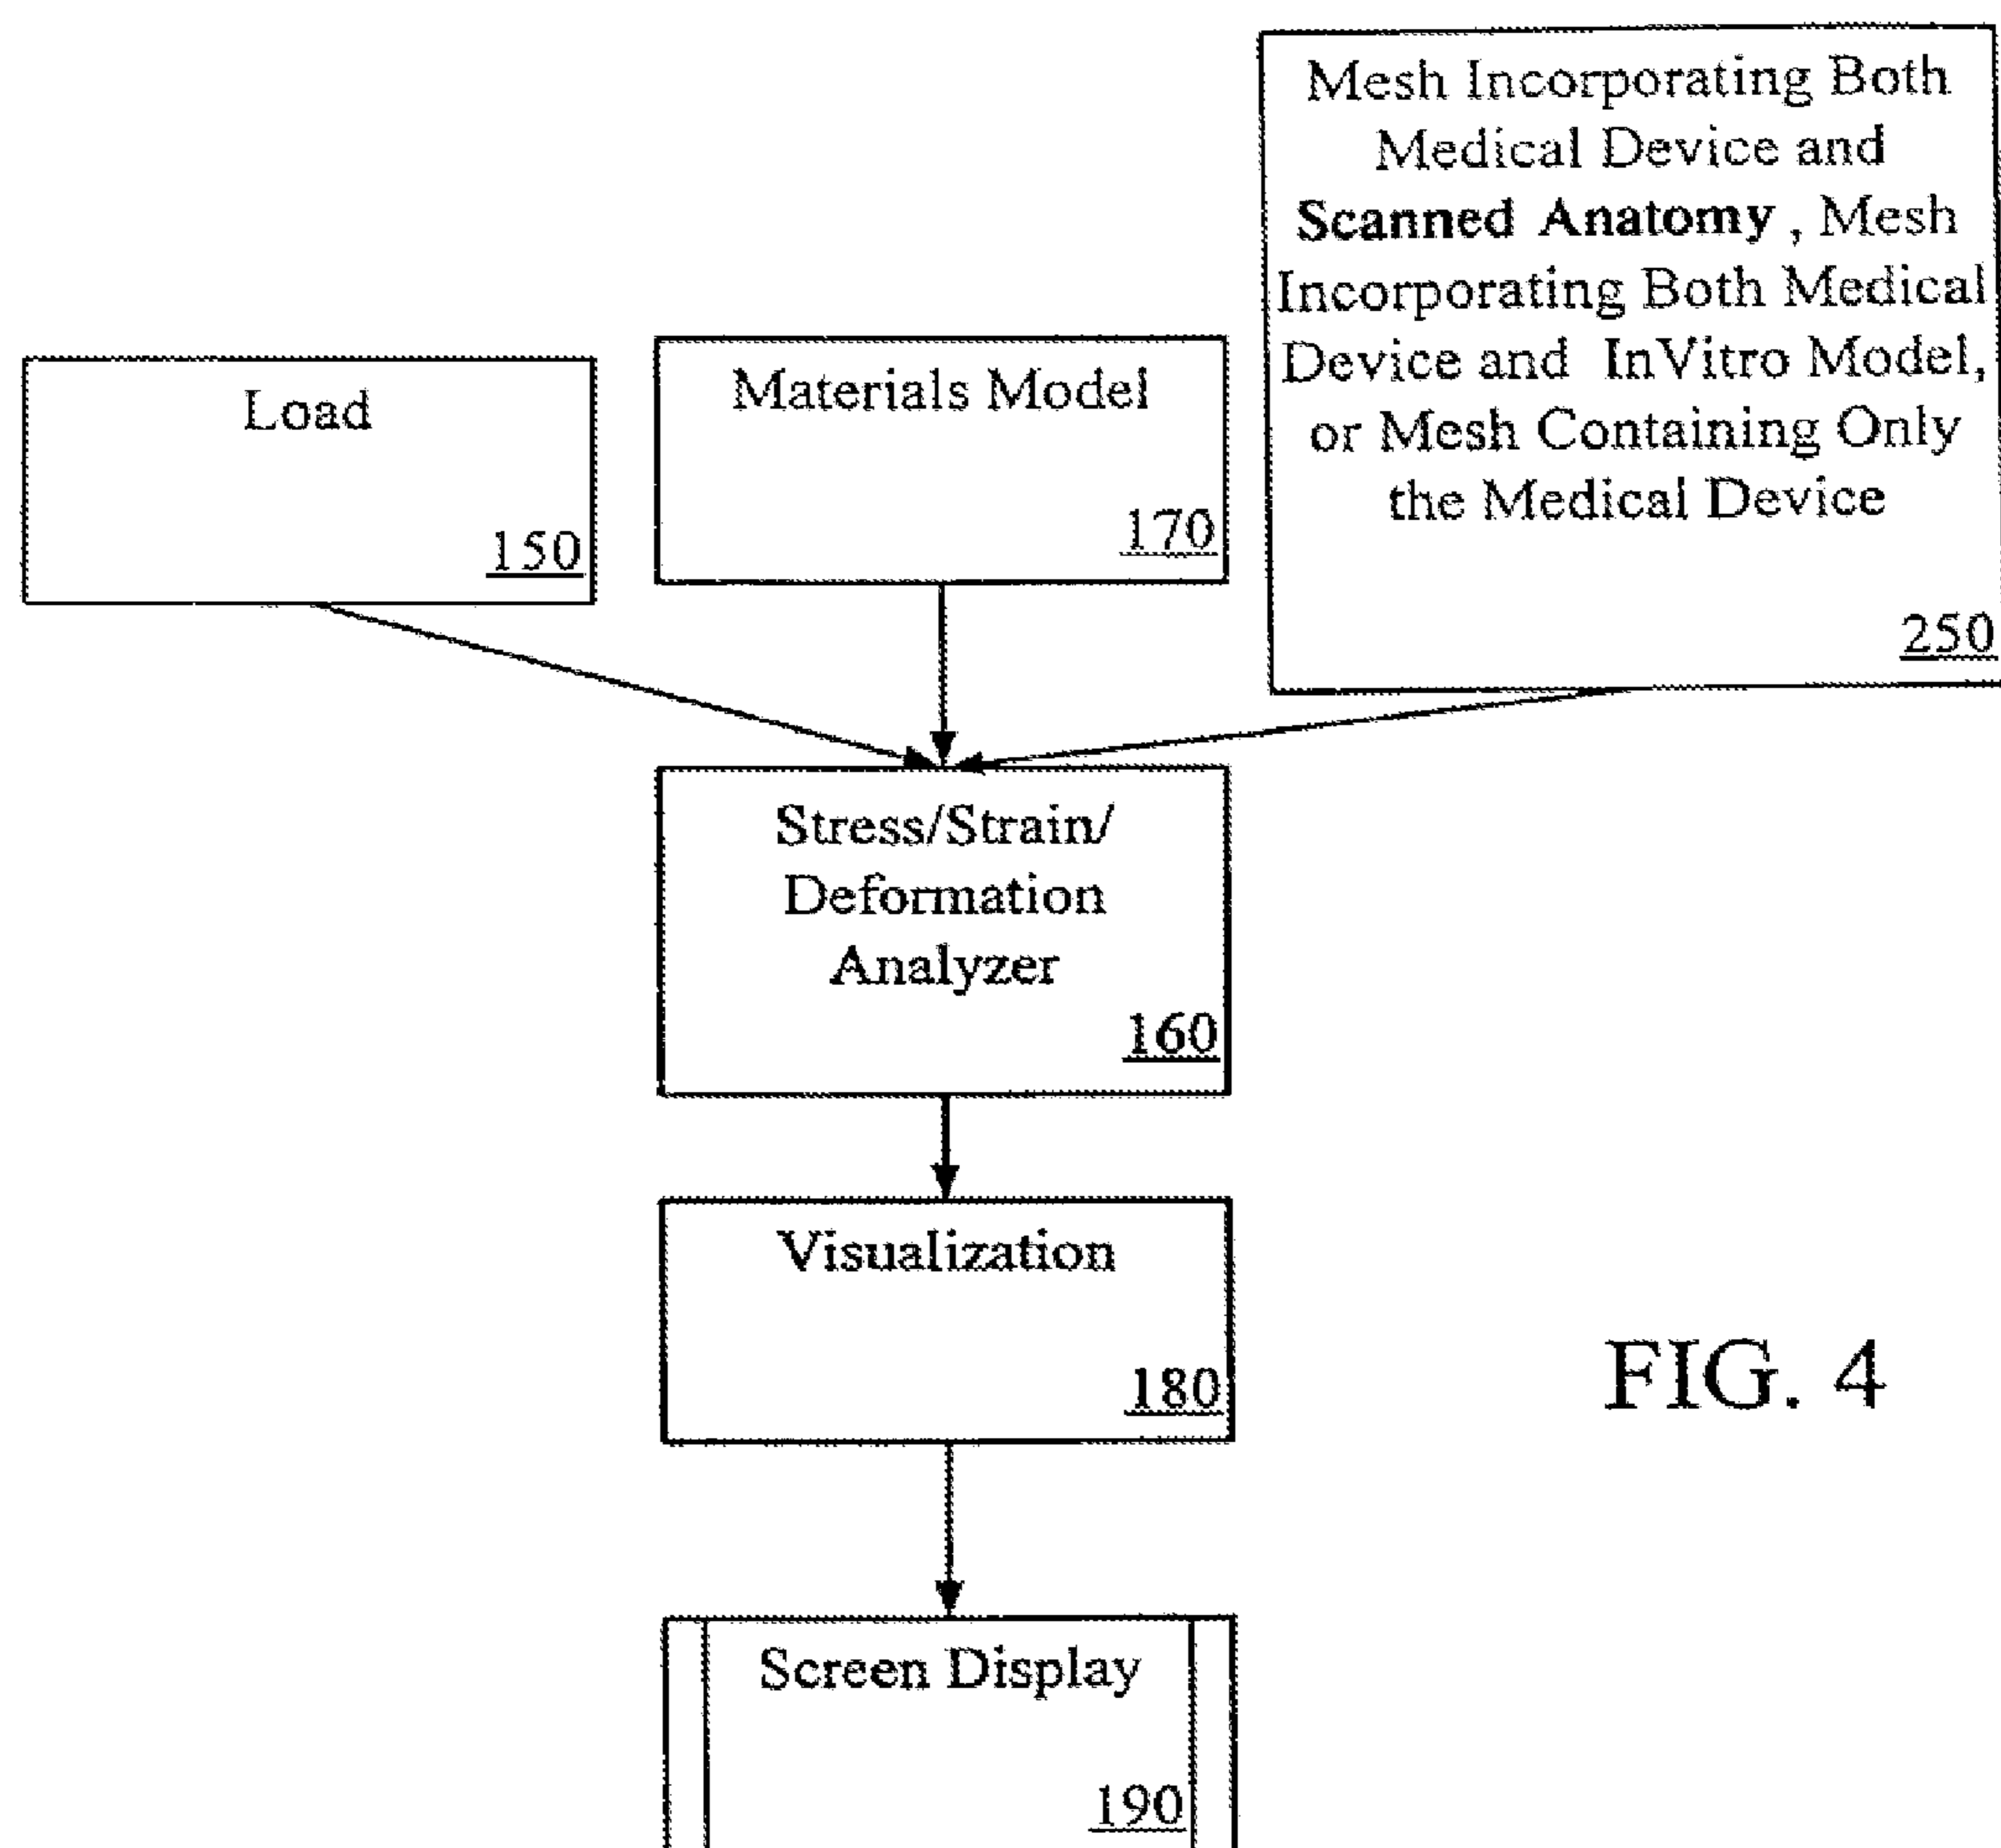 Mesh Incorporating Both
Medical Device and
Scanned Anatomy , Mesh
Incorporating Both Medical
Device and InVitro Model,
or Mesh Containing Only
the Medical Device
250
Load
150
Materials Model
170
Stress/Strain/
Deformation
Analyzer
160
Visualization
180
FIG. 4
Screen Display
190